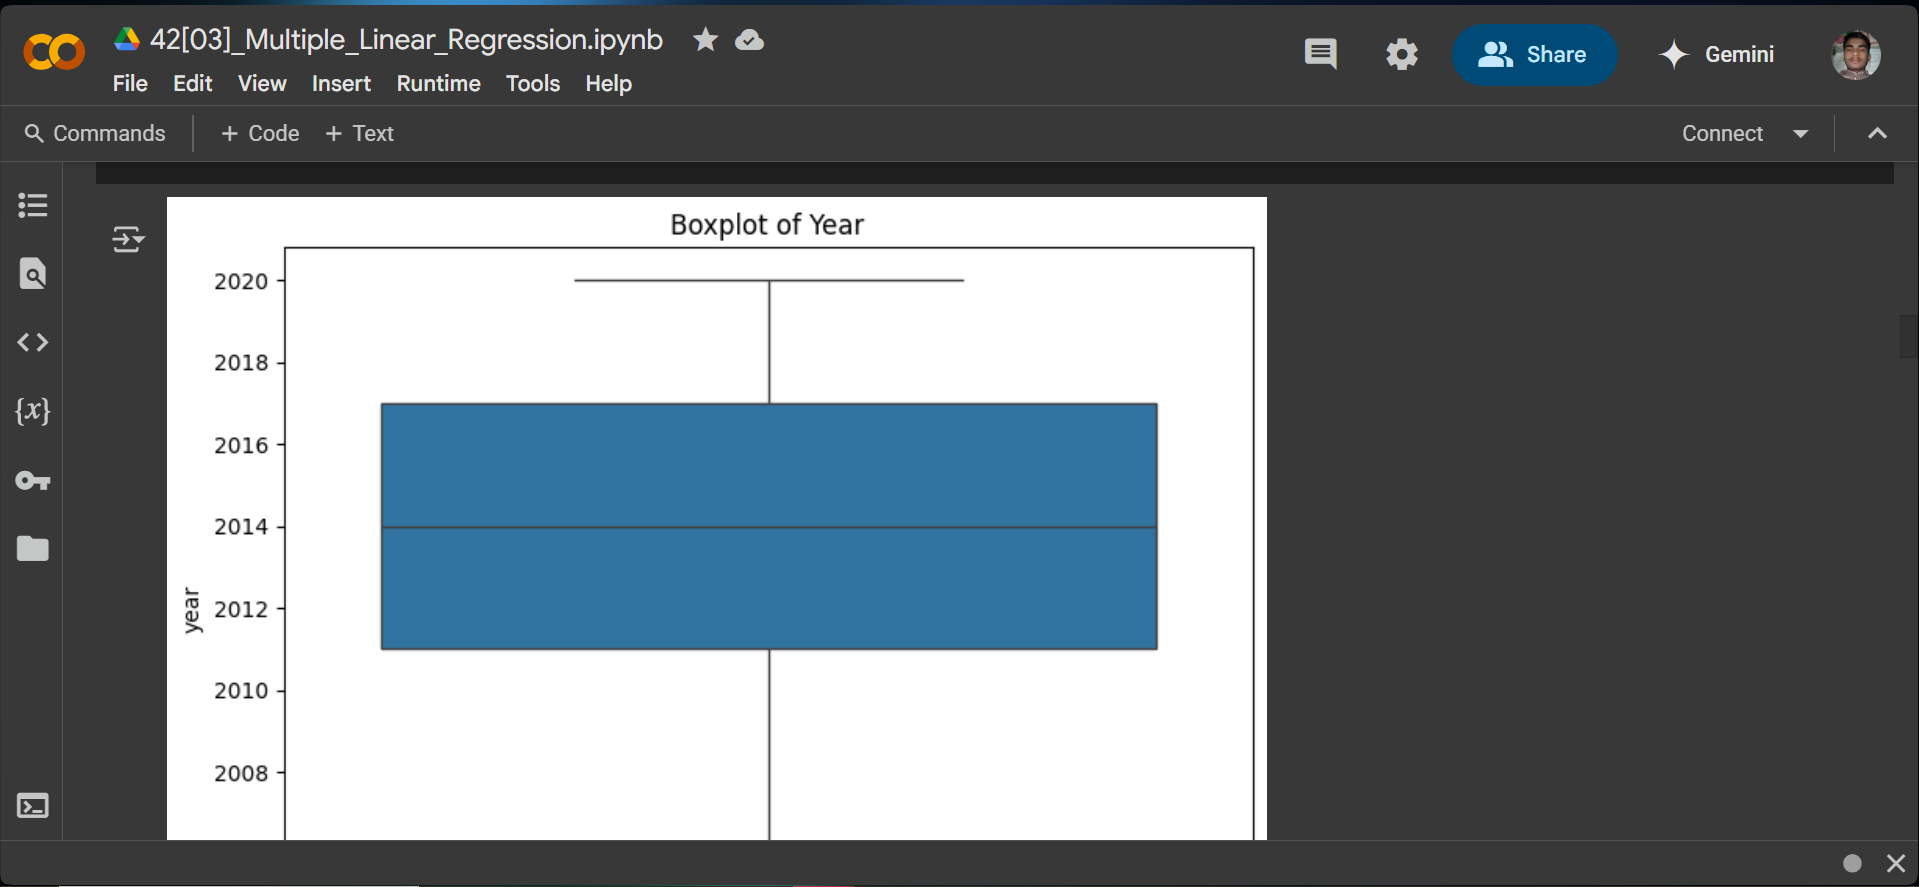 42[03]_Multiple_Linear_Regression.ipynb
File Edit View Insert Runtime Tools Help
Share
Gemini
Commands
+ Code + Text
Connect
{x}
Boxplot of Year
2020
2018
2016
2014
2012
2010
2008
year